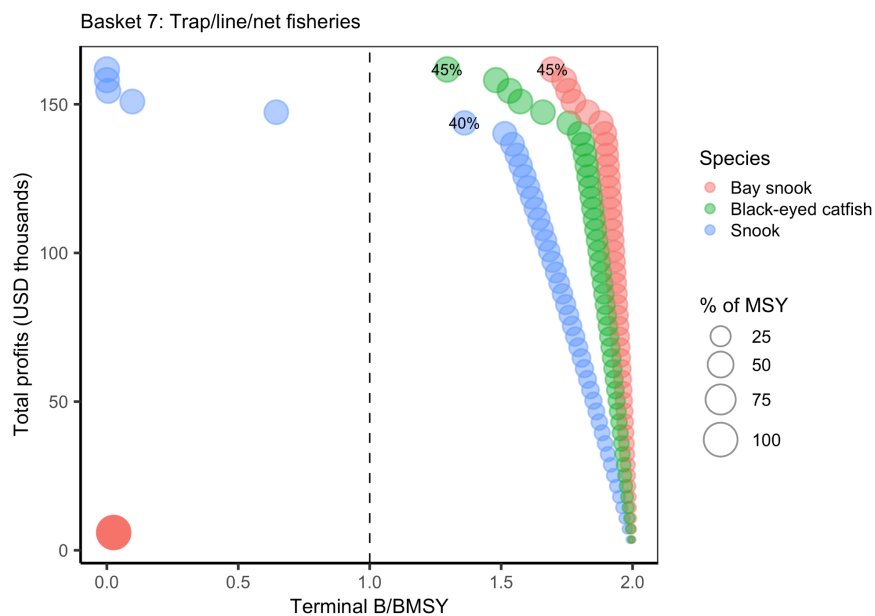 Basket 7: Trap/line/net fisheries
Total profits (USD thousands)
150
100
50
0
45%
45%
40%
0.0
0.5
1.0
1.5
2.0
Terminal B/BMSY
Species
Bay snook
Black-eyed catfish
Snook
% of MSY
25
50
75
100